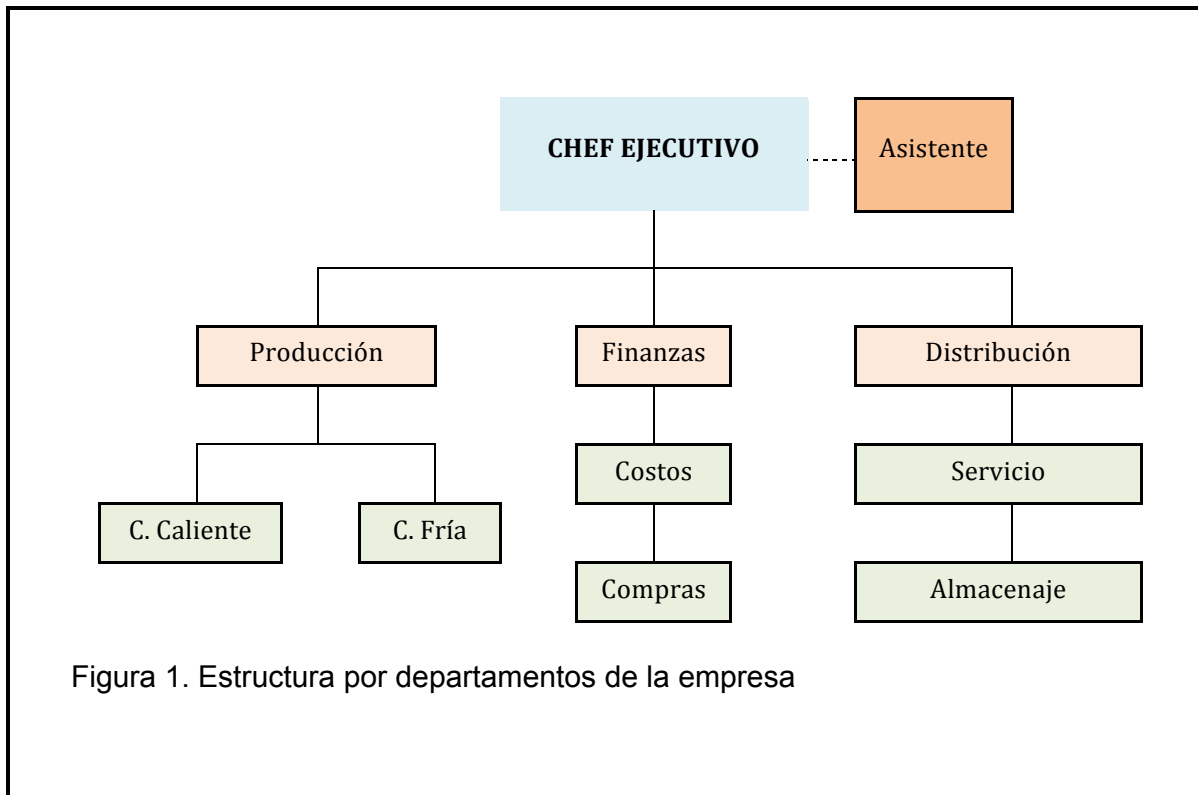 CHEF EJECUTIVO
Asistente
Producción
Finanzas
Distribución
Costos
Servicio
C. Caliente
C. Fría
Compras
Almacenaje
Figura 1. Estructura por departamentos de la empresa